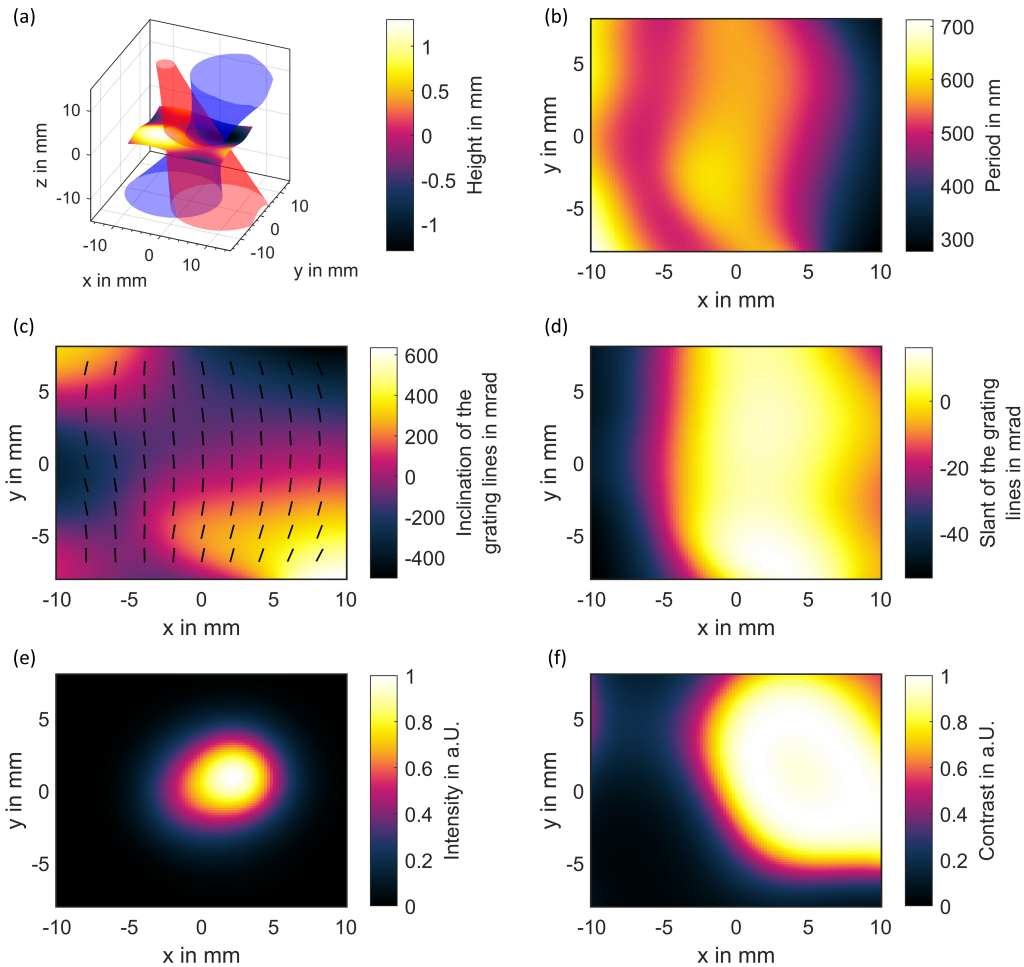 (a)
z in mm
10
0
-10
-10
0
10
x in mm
10
0
-10
y in mm
1
0.5
0
-0.5
-1
Height in mm
(b)
y in mm
5
0
-5
-10
-5
0
5
10
x in mm
700
600
500
400
300
Period in nm
(c)
y in mm
5
0
-5
-10
-5
0
5
10
x in mm
600
400
200
0
-200
-400
Inclination of the
grating lines in mrad
(d)
y in mm
5
0
-5
-10
-5
0
5
10
x in mm
0
-20
-40
Slant of the grating
lines in mrad
(e)
y in mm
5
0
-5
-10
-5
0
5
10
x in mm
1
0.8
0.6
0.4
0.2
0
Intensity in a.U.
(f)
y in mm
5
0
-5
-10
-5
0
5
10
x in mm
1
0.8
0.6
0.4
0.2
0
Contrast in a.U.